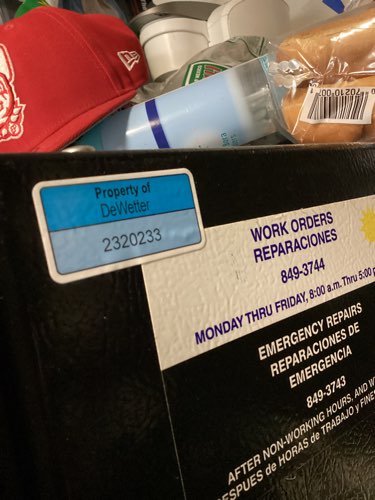 Property of
DeWetter
2320233
WORK ORDERS
REPARACIONES
849-3744
MONDAY THRU FRIDAY, 8:00 a.m. Thru 5:00
EMERGENCY REPAIRS
REPARACIONES DE
EMERGENCIA
849-3743
AFTER NON-WORKING HOURS, AND
DESPUES de HORAS de TRABAJO y